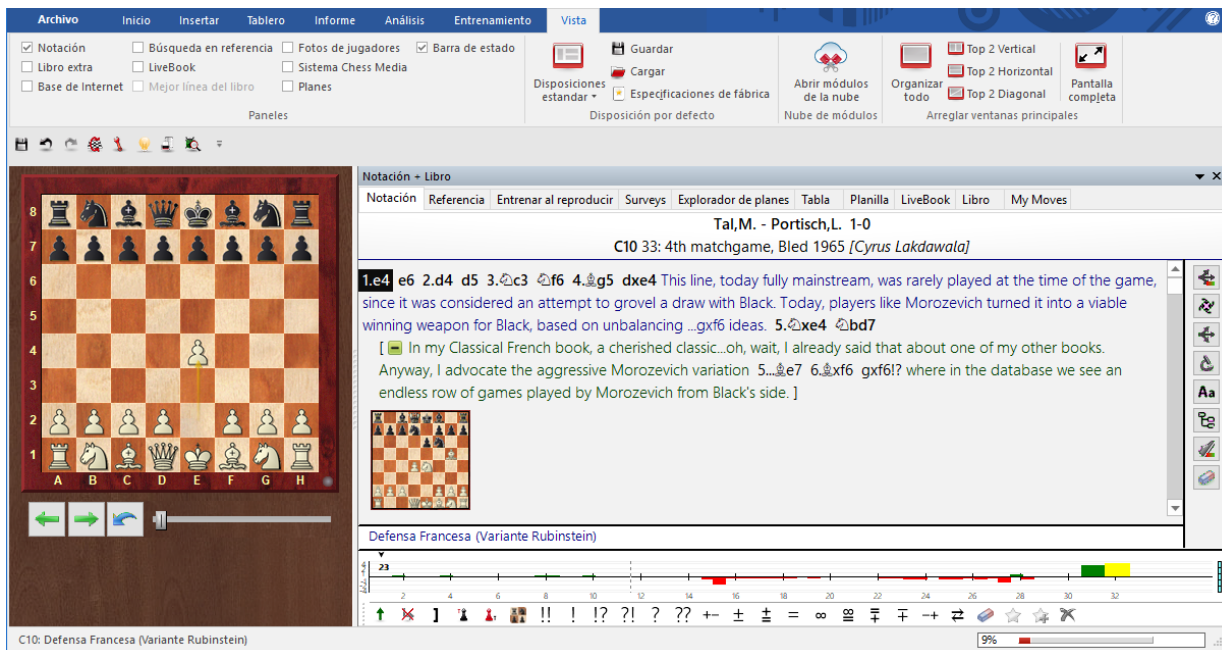 Archivo Inicio Insertar Tablero Informe Análisis Entrenamiento Vista
Notación Búsqueda en referencia Fotos de jugadores Barra de estado
Libro extra LiveBook Sistema Chess Media
Base de Internet Mejor línea del libro Planes
Paneles
Disposiciones estandar
Guardar
Cargar
Especificaciones de fábrica
Disposición por defecto
Abrir módulos de la nube
Nube de módulos
Organizar todo
Top 2 Vertical
Top 2 Horizontal
Top 2 Diagonal
Pantalla completa
Arreglar ventanas principales
8
7
6
5
4
3
2
1
A B C D E F G H
Notación + Libro
Notación Referencia Entrenar al reproducir Surveys Explorador de planes Tabla Planilla LiveBook Libro My Moves
Tal,M. - Portisch,L. 1-0
C10 33: 4th matchgame, Bled 1965 [Cyrus Lakdawala]
1.e4 e6 2.d4 d5 3.♘c3 ♘f6 4.♗g5 dxe4 This line, today fully mainstream, was rarely played at the time of the game,
since it was considered an attempt to grovel a draw with Black. Today, players like Morozevich turned it into a viable
winning weapon for Black, based on unbalancing ...gxf6 ideas. 5.♘xe4 ♘bd7
[ In my Classical French book, a cherished classic...oh, wait, I already said that about one of my other books.
Anyway, I advocate the aggressive Morozevich variation 5...♗e7 6.♗xf6 gxf6!? where in the database we see an
endless row of games played by Morozevich from Black's side. ]
Aa
Defensa Francesa (Variante Rubinstein)
23
2 4 6 8 10 12 14 16 18 20 22 24 26 28 30 32
] !! ! !? ?! ? ?? +− ± ⩲ = ∞ ⩱ ∓ −+ ⇄
C10: Defensa Francesa (Variante Rubinstein)
9%